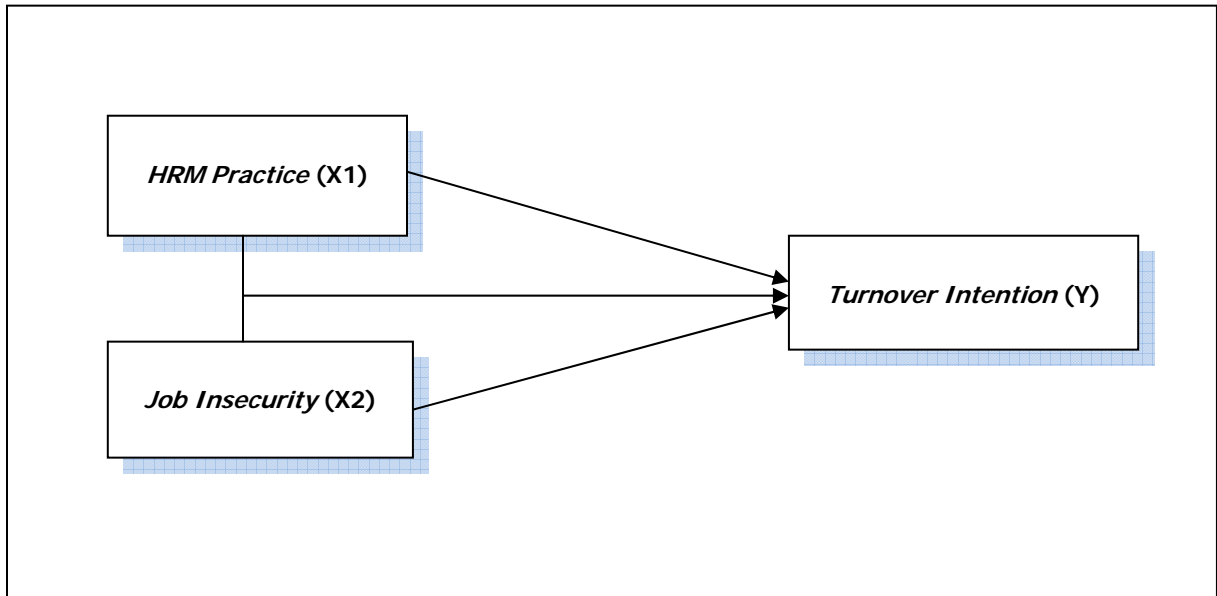 HRM Practice (X1)
Turnover Intention (Y)
Job Insecurity (X2)